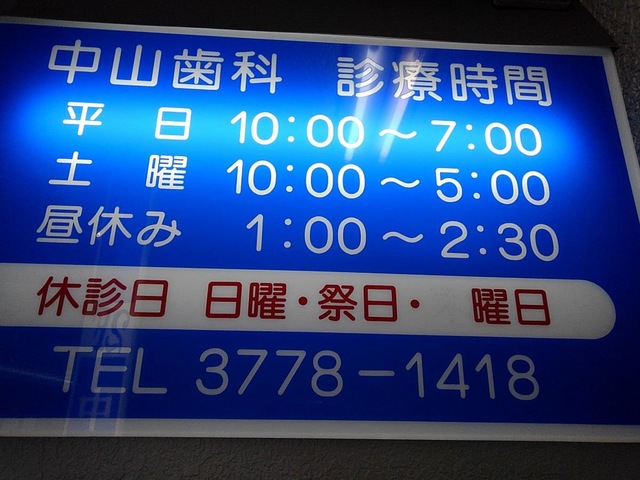 中山歯科 診療時間
平日 10:00～7:00
土曜 10:00～5:00
昼休み 1:00～2:30
休診日 日曜・祭日・ 曜日
TEL 3778-1418